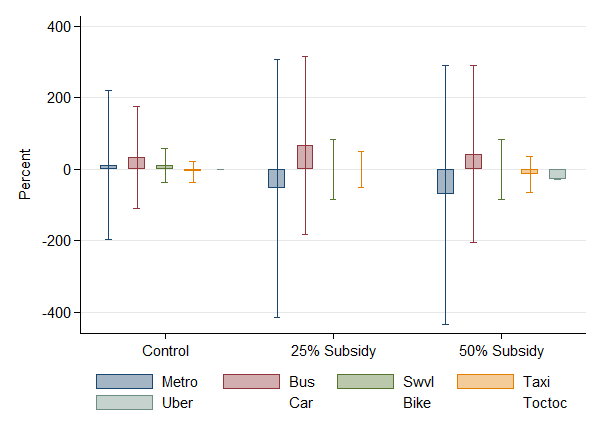 400
200
0
-200
-400
Percent
Control 25% Subsidy 50% Subsidy
Metro Bus Swvl Taxi
Uber Car Bike Toctoc